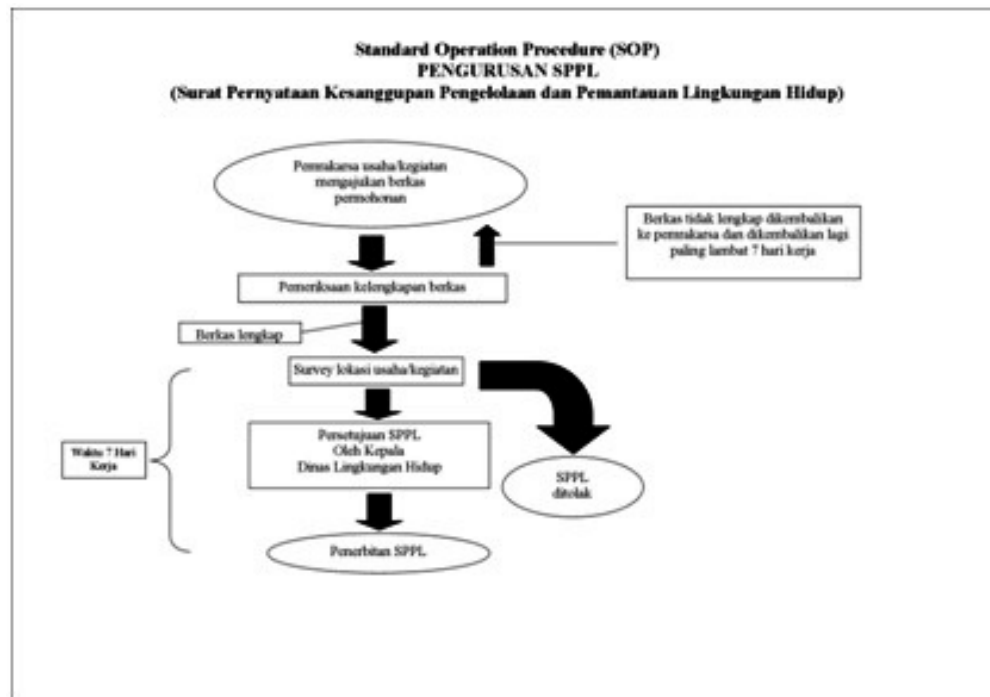 Standard Operation Procedure (SOP)
PENGURUSAN SPPL
(Surat Pernyataan Kesanggupan Pengelolaan dan Pemantauan Lingkungan Hidup)
Pemrakarsa usaha/kegiatan
mengajukan berkas
permohonan
Berkas tidak lengkap dikembalikan
ke pemrakarsa dan dikembalikan lagi
paling lambat 7 hari kerja
Pemeriksaan kelengkapan berkas
Berkas lengkap
Survey lokasi usaha/kegiatan
Persetujuan SPPL
Oleh Kepala
Dinas Lingkungan Hidup
Waktu 7 Hari
Kerja
SPPL
ditolak
Penerbitan SPPL